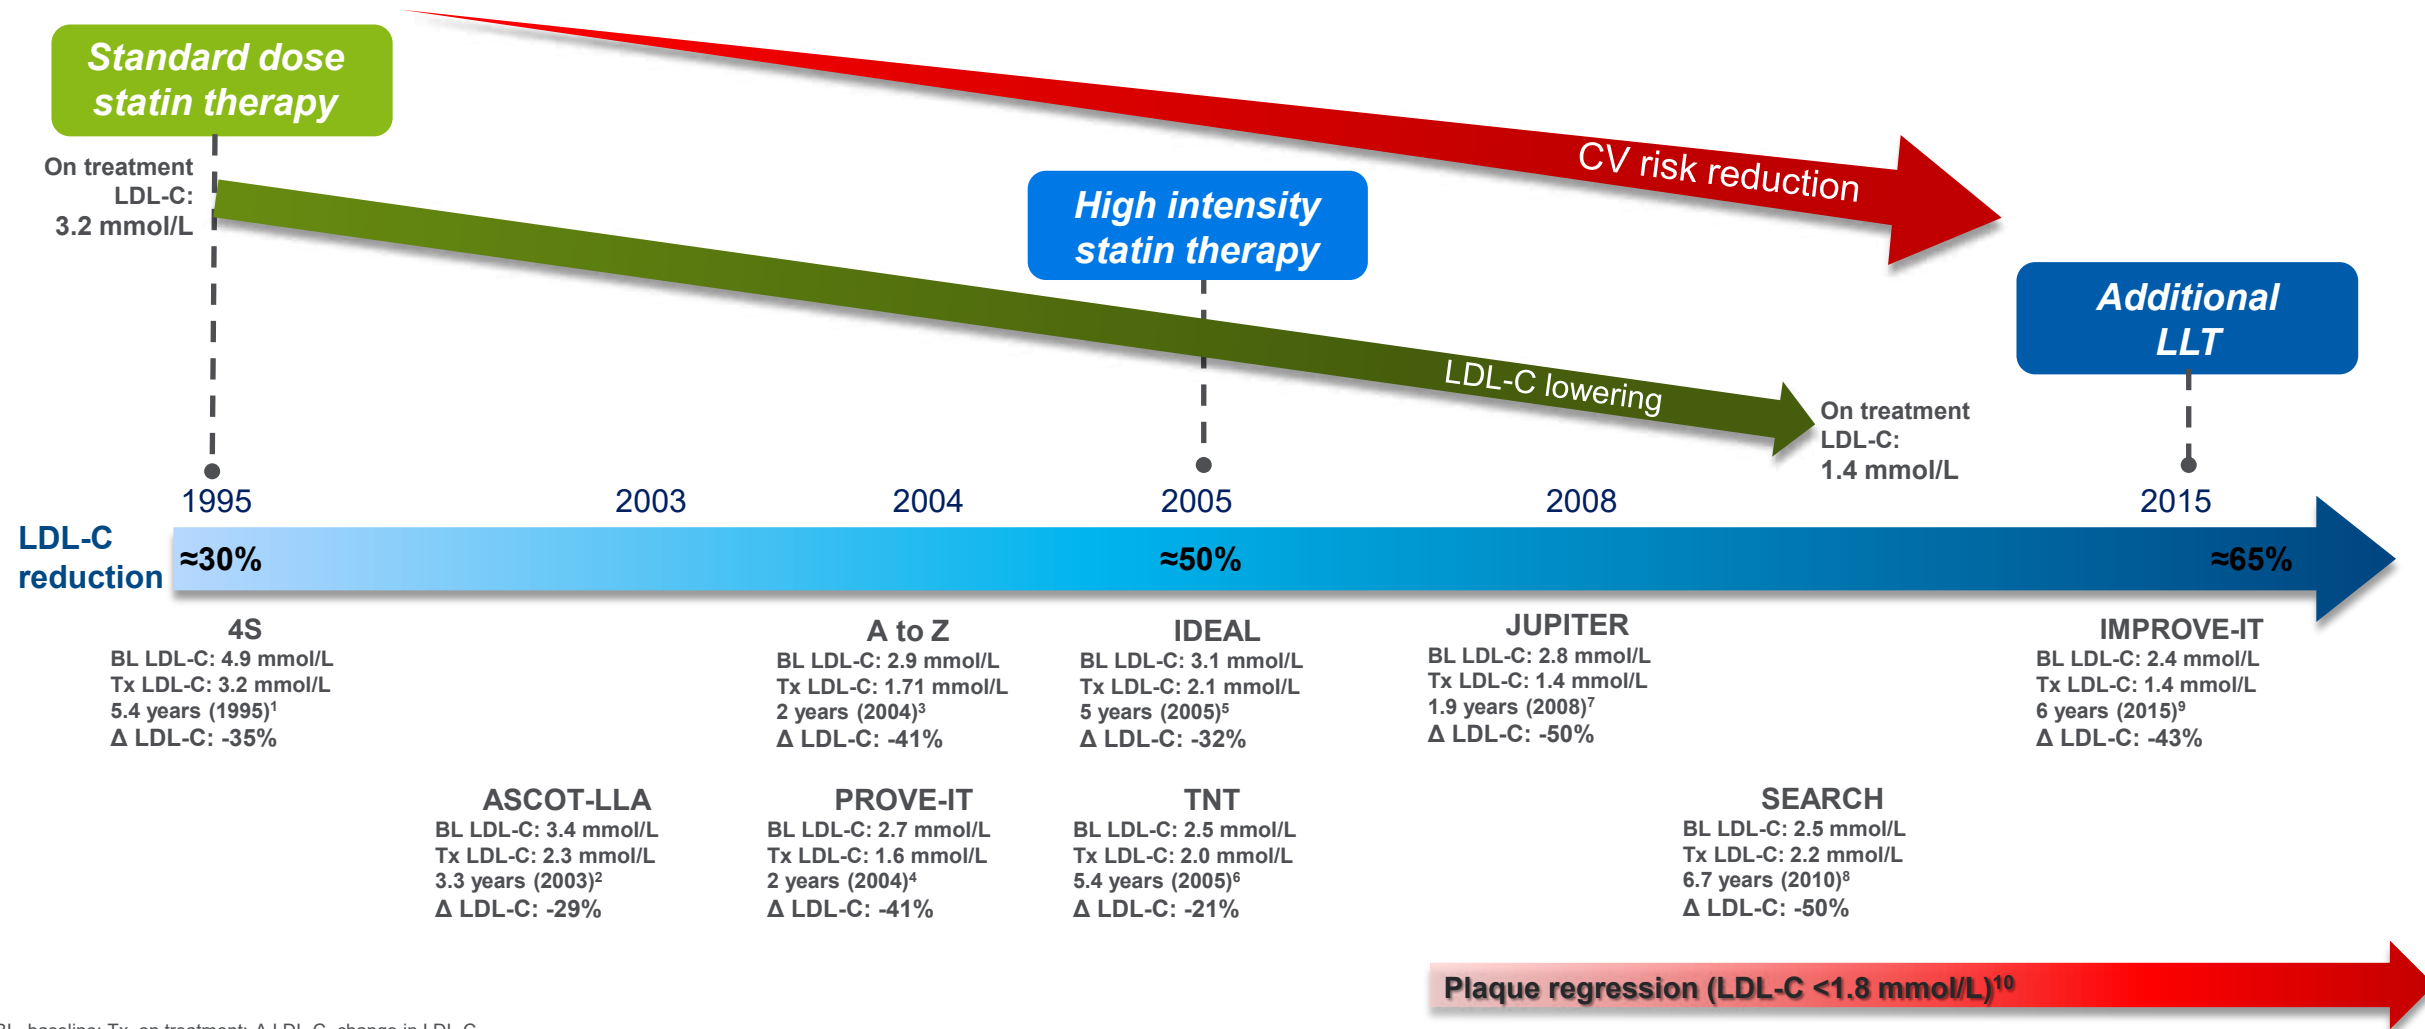 Standard dose
statin therapy
On treatment
LDL-C:
3.2 mmol/L
CV risk reduction
High intensity
statin therapy
LDL-C lowering
Additional
LLT
On treatment
LDL-C:
1.4 mmol/L
1995
2003
2004
2005
2008
2015
LDL-C
reduction
≈30%
≈50%
≈65%
4S
BL LDL-C: 4.9 mmol/L
Tx LDL-C: 3.2 mmol/L
5.4 years (1995)¹
Δ LDL-C: -35%
A to Z
BL LDL-C: 2.9 mmol/L
Tx LDL-C: 1.71 mmol/L
2 years (2004)³
Δ LDL-C: -41%
IDEAL
BL LDL-C: 3.1 mmol/L
Tx LDL-C: 2.1 mmol/L
5 years (2005)⁵
Δ LDL-C: -32%
JUPITER
BL LDL-C: 2.8 mmol/L
Tx LDL-C: 1.4 mmol/L
1.9 years (2008)⁷
Δ LDL-C: -50%
IMPROVE-IT
BL LDL-C: 2.4 mmol/L
Tx LDL-C: 1.4 mmol/L
6 years (2015)⁹
Δ LDL-C: -43%
ASCOT-LLA
BL LDL-C: 3.4 mmol/L
Tx LDL-C: 2.3 mmol/L
3.3 years (2003)²
Δ LDL-C: -29%
PROVE-IT
BL LDL-C: 2.7 mmol/L
Tx LDL-C: 1.6 mmol/L
2 years (2004)⁴
Δ LDL-C: -41%
TNT
BL LDL-C: 2.5 mmol/L
Tx LDL-C: 2.0 mmol/L
5.4 years (2005)⁶
Δ LDL-C: -21%
SEARCH
BL LDL-C: 2.5 mmol/L
Tx LDL-C: 2.2 mmol/L
6.7 years (2010)⁸
Δ LDL-C: -50%
Plaque regression (LDL-C <1.8 mmol/L)¹⁰
BL, baseline; Tx, on treatment; Δ LDL-C, change in LDL-C